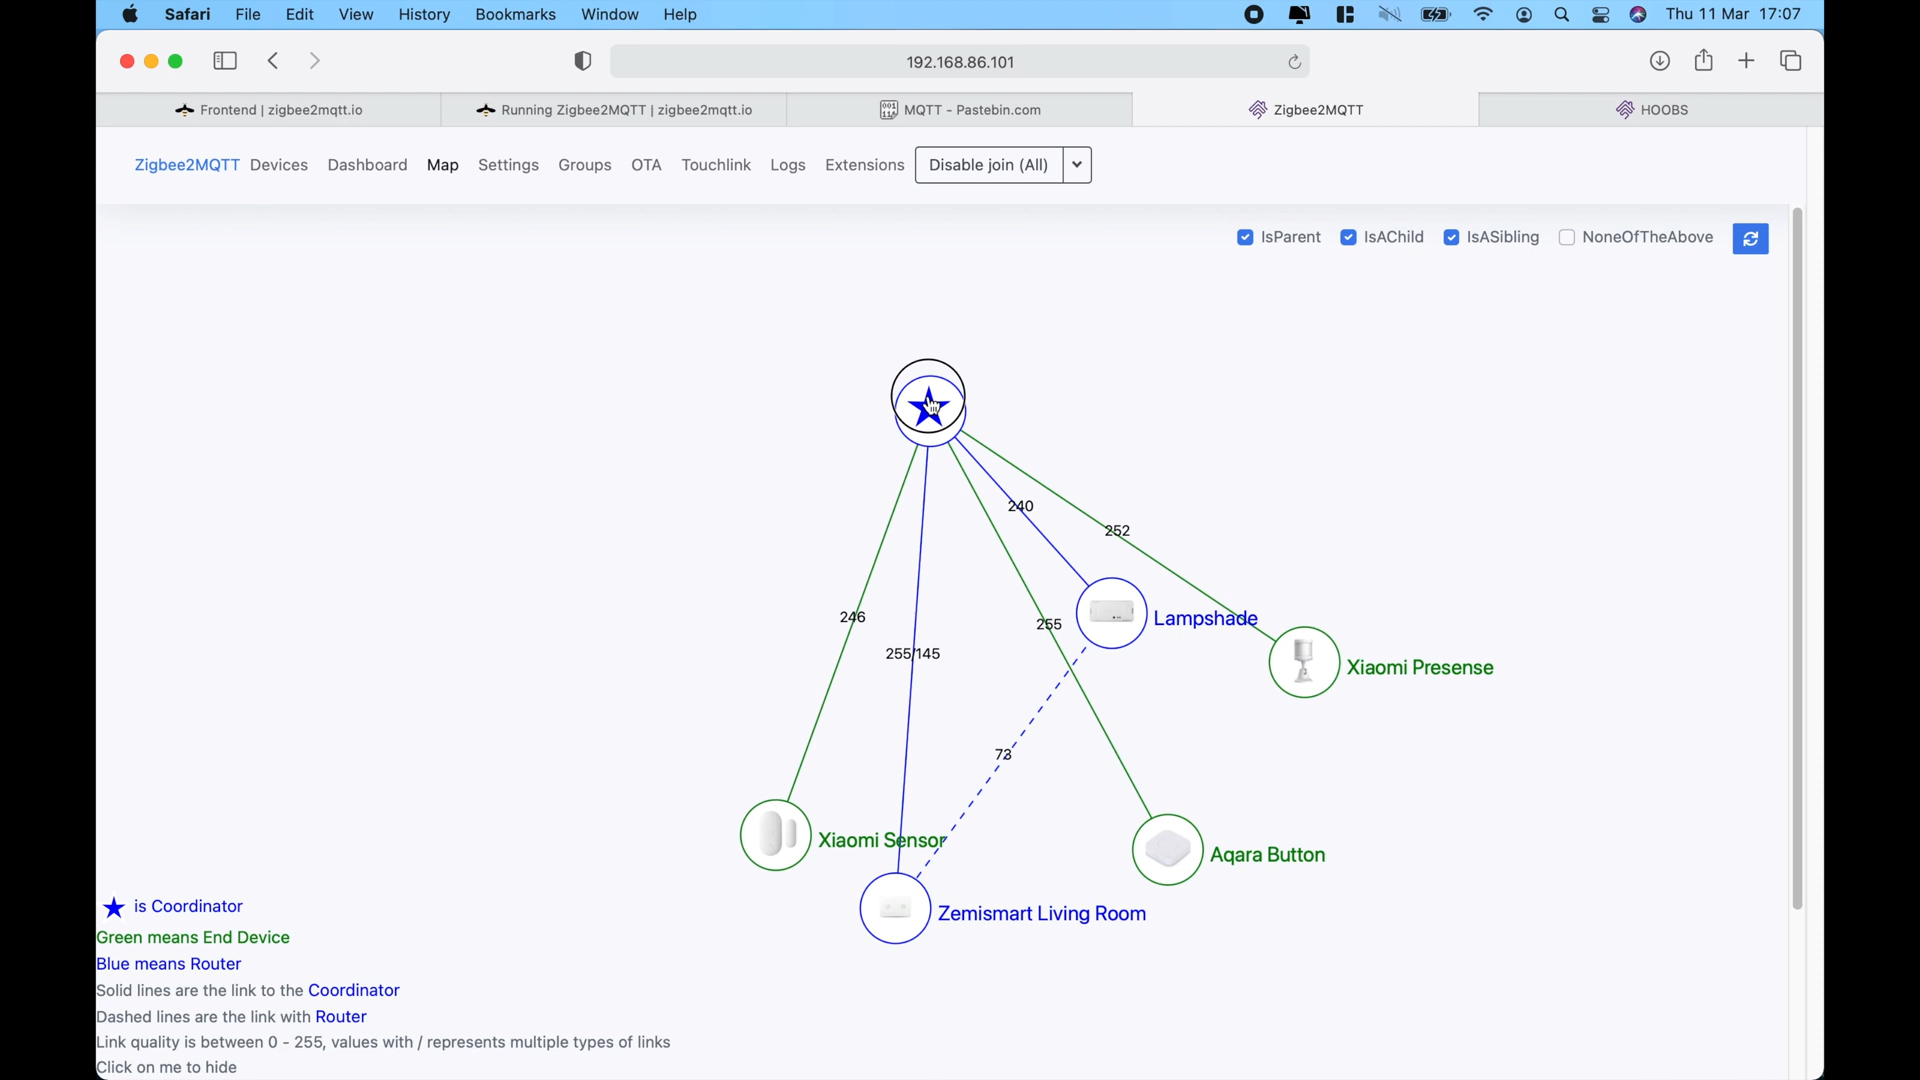 Safari File Edit View History Bookmarks Window Help Thu 11 Mar 17:07
192.168.86.101
Frontend | zigbee2mqtt.io Running Zigbee2MQTT | zigbee2mqtt.io MQTT - Pastebin.com Zigbee2MQTT HOOBS
Zigbee2MQTT Devices Dashboard Map Settings Groups OTA Touchlink Logs Extensions Disable join (All)
IsParent IsAChild IsASibling NoneOfTheAbove
240
252
246
255
Lampshade
255/145
Xiaomi Presense
73
Xiaomi Sensor
Aqara Button
Zemismart Living Room
is Coordinator
Green means End Device
Blue means Router
Solid lines are the link to the Coordinator
Dashed lines are the link with Router
Link quality is between 0 - 255, values with / represents multiple types of links
Click on me to hide